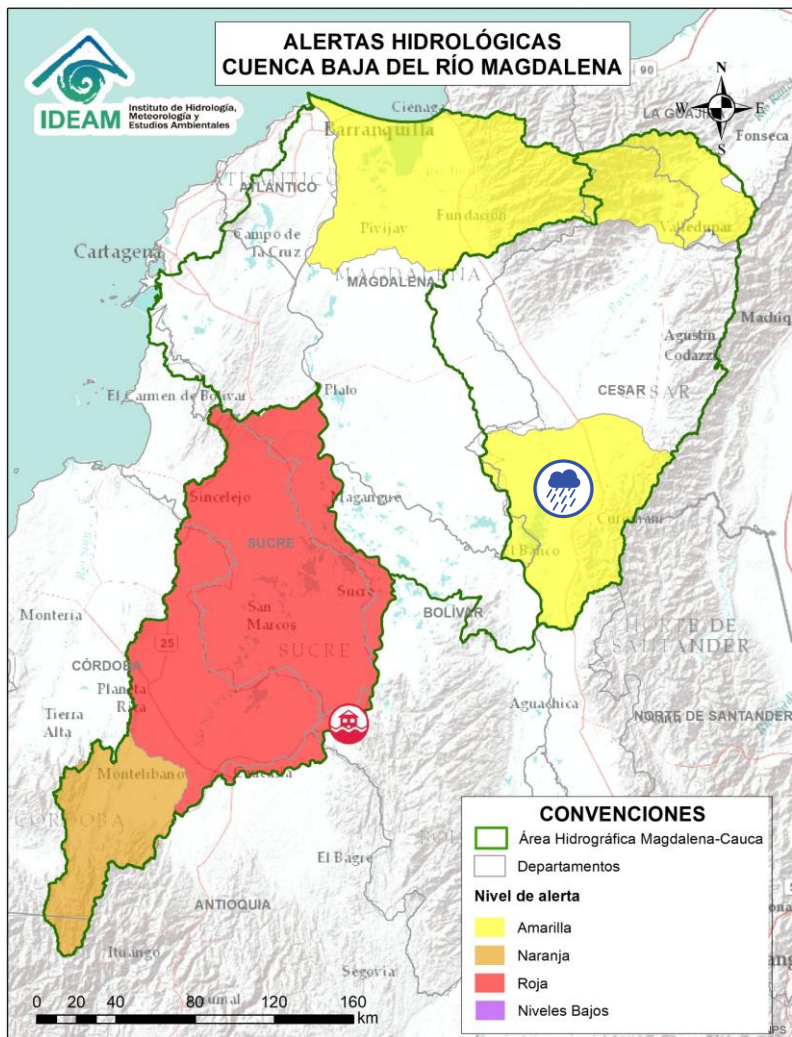 ALERTAS HIDROLÓGICAS
CUENCA BAJA DEL RÍO MAGDALENA
IDEAM
Instituto de Hidrología,
Meteorología y
Estudios Ambientales
N
W
E
S
90
Ciénaga
LA GUAJIRA
Barranquilla
Fonseca
ATLÁNTICO
Pivijay
Fundación
Valledupar
Cartagena
Campo de
la Cruz
MAGDALENA
MAGDALENA
Machiq
Agustín
Codazzi
El Carmen de Bolívar
Plato
CESAR
CESAR
Sincelejo
Magangué
SUCRE
El Banco
Sucre
San
Marcos
BOLÍVAR
Montería
SUCRE
NORTE DE
SANTANDER
25
CÓRDOBA
Planeta
Rica
Aguachica
Tierra
Alta
NORTE DE SANTANDER
Montelíbano
CÓRDOBA
El Bagre
ANTIOQUIA
Ituango
Segovia
CONVENCIONES
Área Hidrográfica Magdalena-Cauca
Departamentos
Nivel de alerta
Amarilla
Naranja
Roja
Niveles Bajos
0 20 40 80 120 160
km